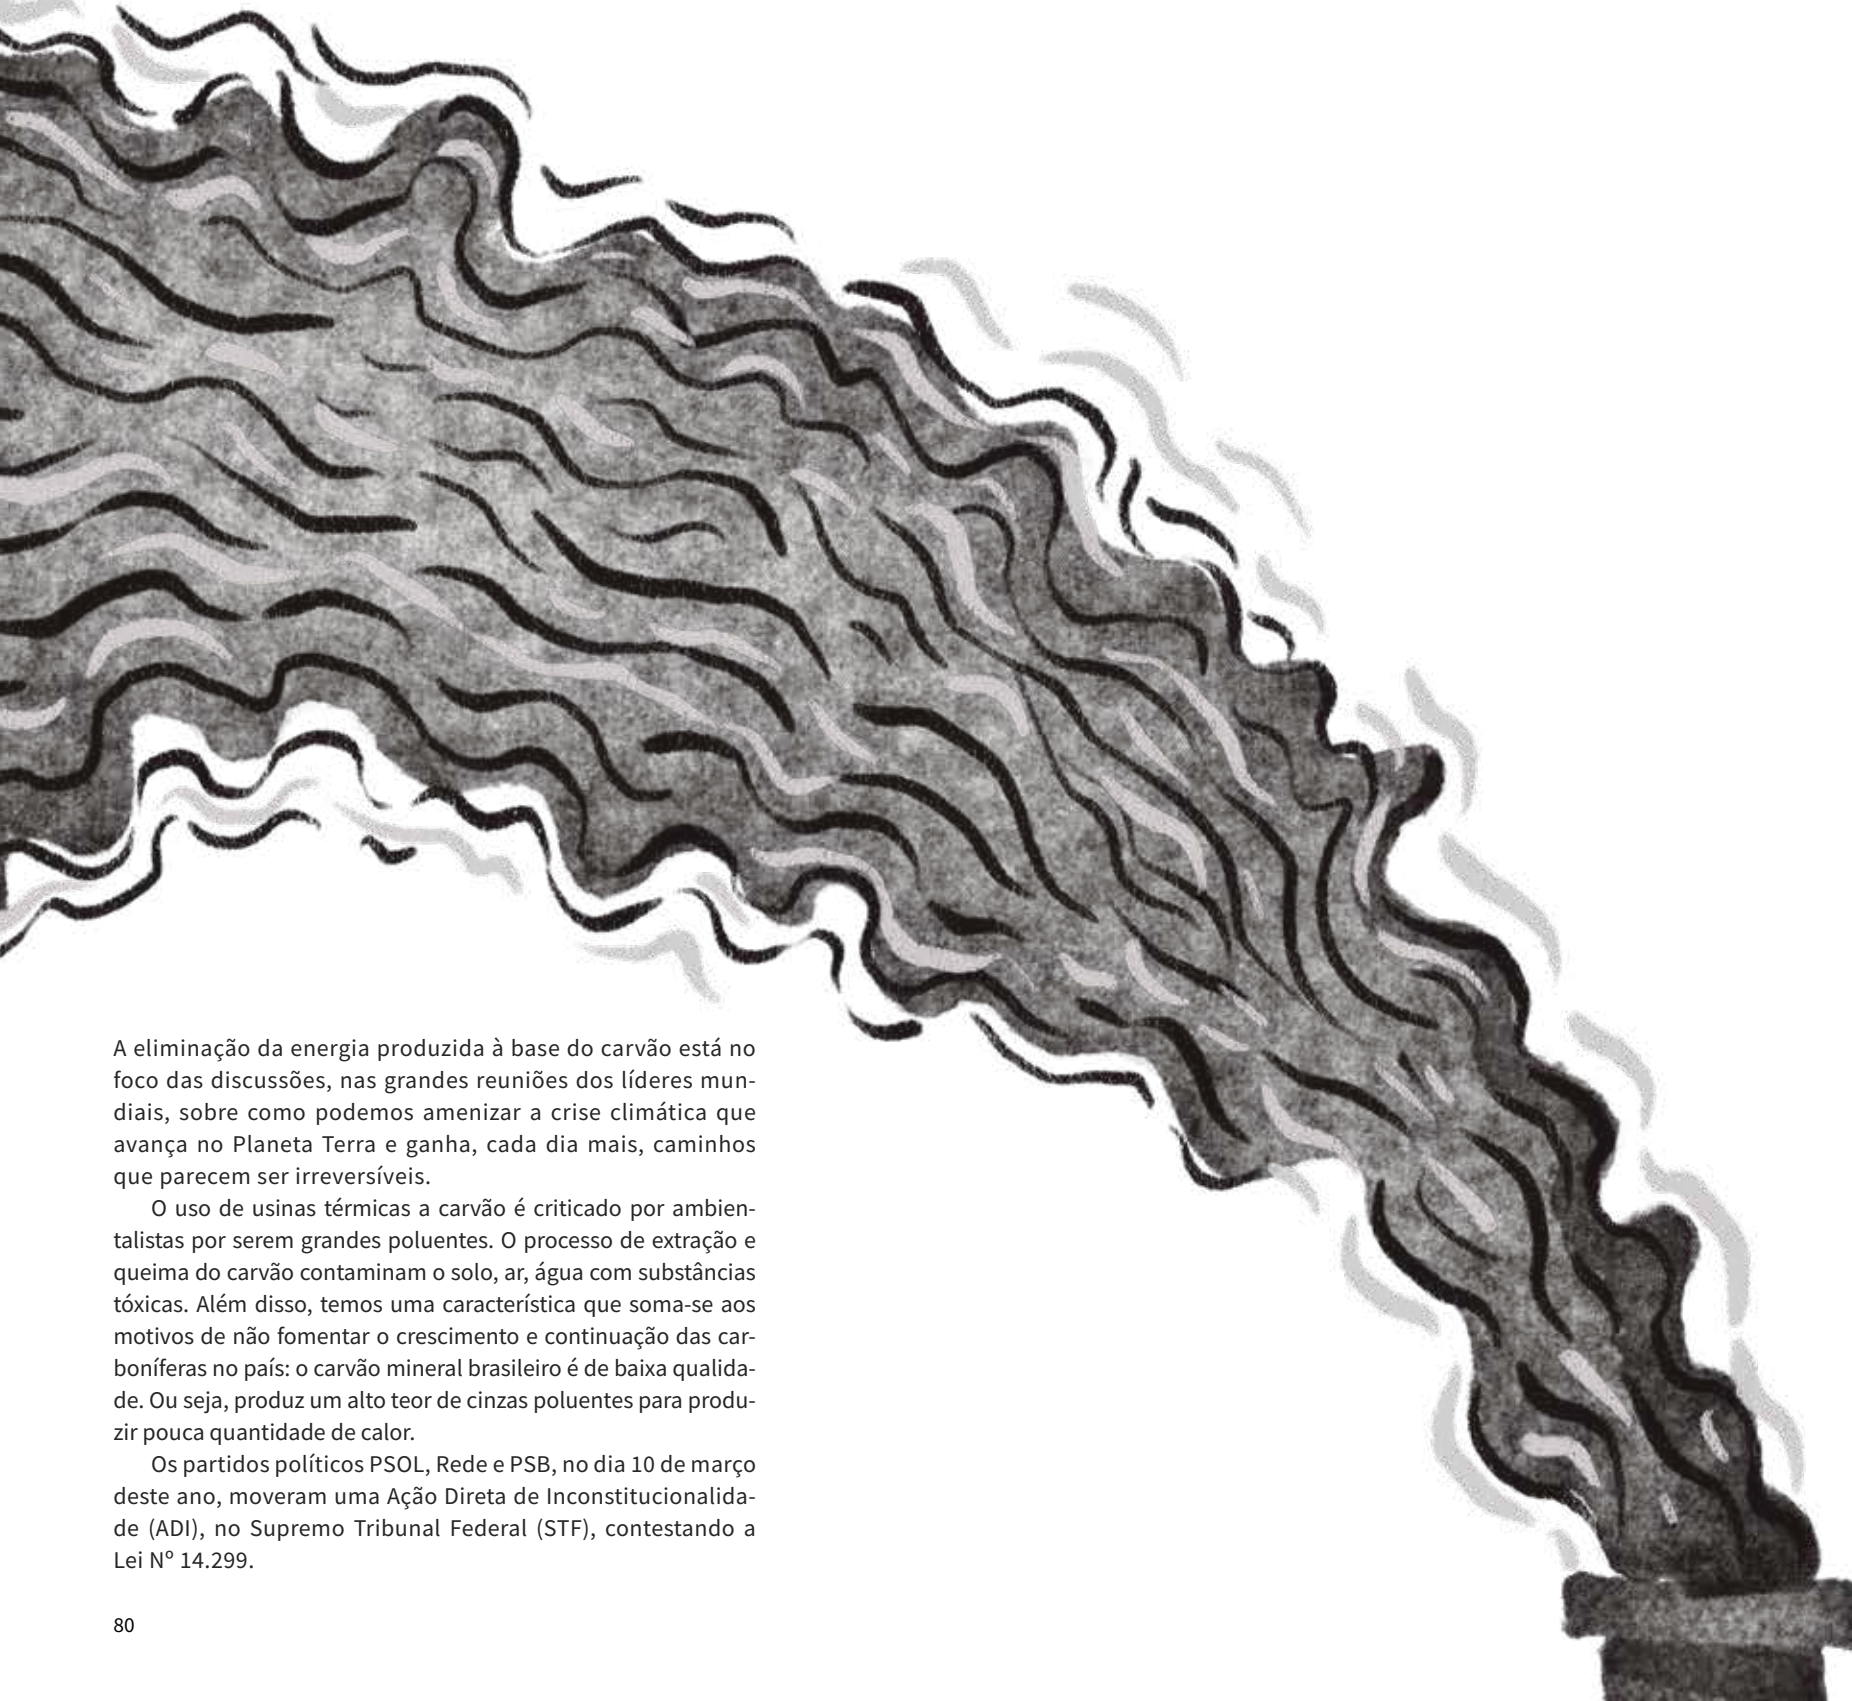 A eliminação da energia produzida à base do carvão está no
foco das discussões, nas grandes reuniões dos líderes mun-
diais, sobre como podemos amenizar a crise climática que
avança no Planeta Terra e ganha, cada dia mais, caminhos
que parecem ser irreversíveis.
O uso de usinas térmicas a carvão é criticado por ambien-
talistas por serem grandes poluentes. O processo de extração e
queima do carvão contaminam o solo, ar, água com substâncias
tóxicas. Além disso, temos uma característica que soma-se aos
motivos de não fomentar o crescimento e continuação das car-
boníferas no país: o carvão mineral brasileiro é de baixa qualida-
de. Ou seja, produz um alto teor de cinzas poluentes para produ-
zir pouca quantidade de calor.
Os partidos políticos PSOL, Rede e PSB, no dia 10 de março
deste ano, moveram uma Ação Direta de Inconstitucionalida-
de (ADI), no Supremo Tribunal Federal (STF), contestando a
Lei Nº 14.299.
80